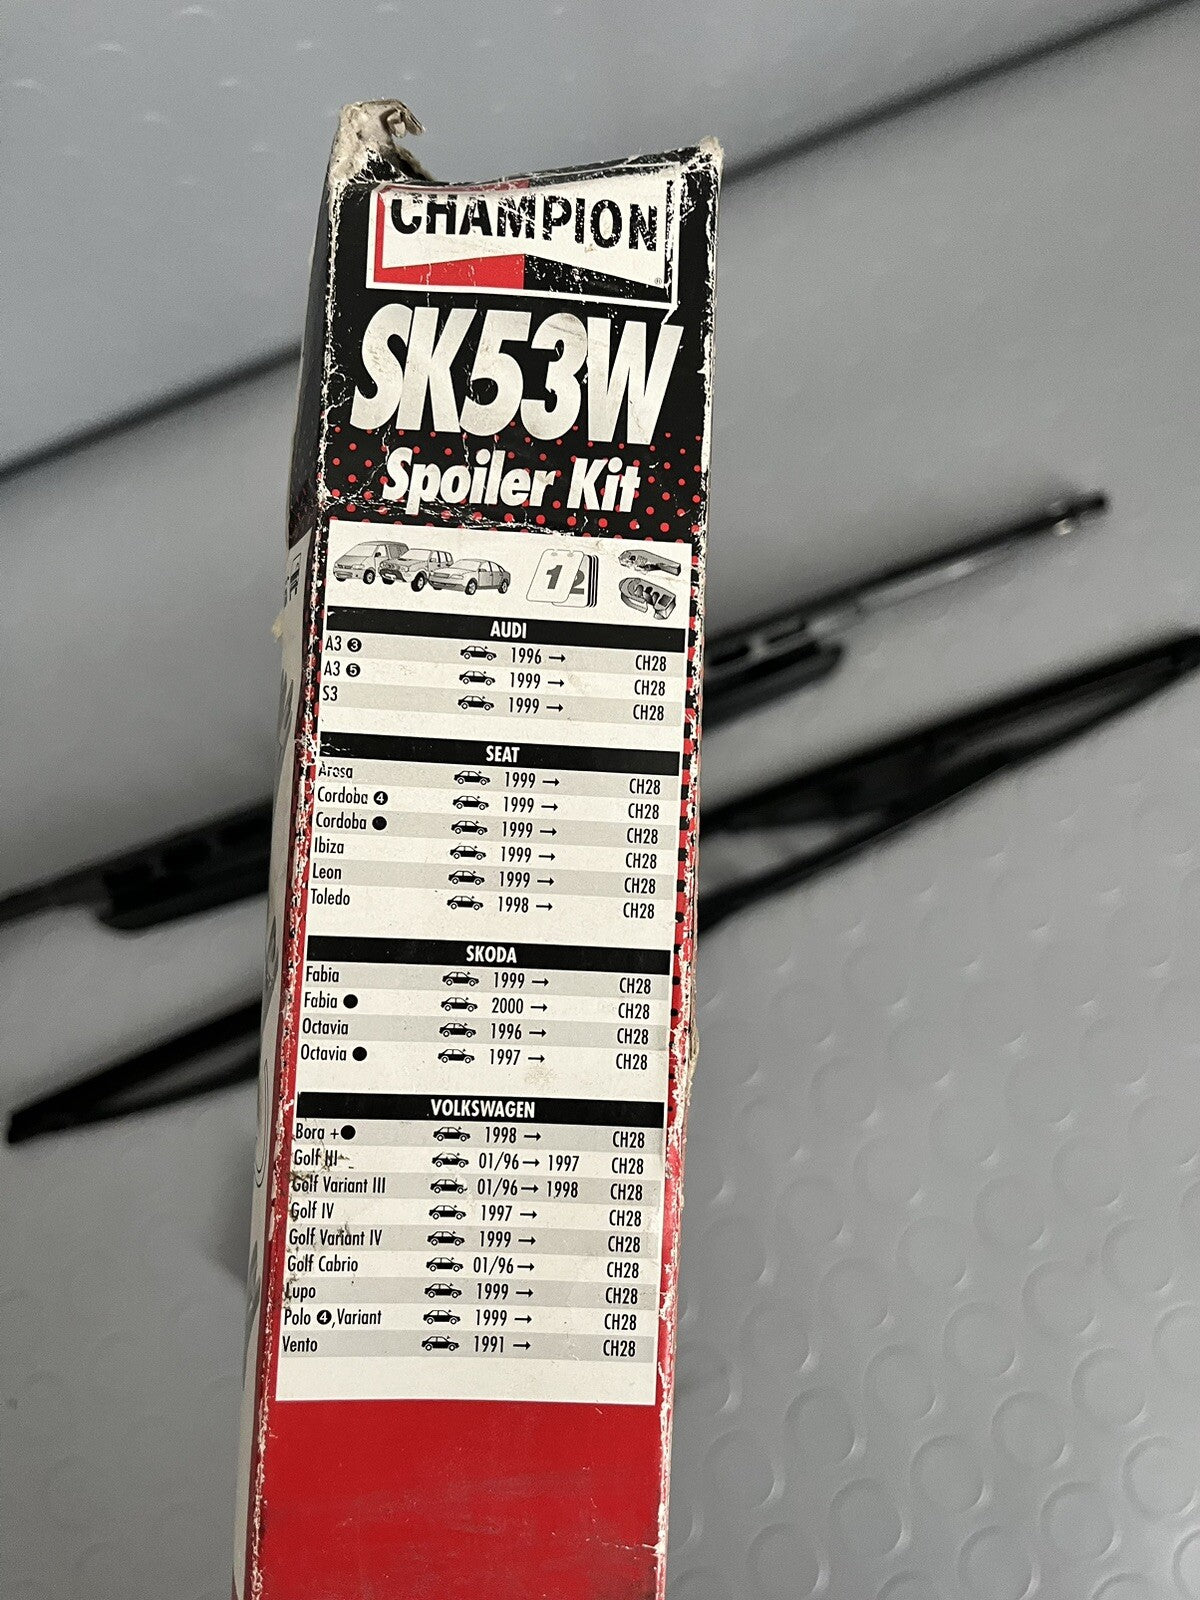 CHAMPION
SK53W
Spoiler Kit
1 2
AUDI
A3 ❸ 1996 → CH28
A3 ❺ 1999 → CH28
S3 1999 → CH28
SEAT
Arosa 1999 → CH28
Cordoba ❹ 1999 → CH28
Cordoba ● 1999 → CH28
Ibiza 1999 → CH28
Leon 1999 → CH28
Toledo 1998 → CH28
SKODA
Fabia 1999 → CH28
Fabia ● 2000 → CH28
Octavia 1996 → CH28
Octavia ● 1997 → CH28
VOLKSWAGEN
Bora +● 1998 → CH28
Golf III 01/96 → 1997 CH28
Golf Variant III 01/96 → 1998 CH28
Golf IV 1997 → CH28
Golf Variant IV 1999 → CH28
Golf Cabrio 01/96 → CH28
Lupo 1999 → CH28
Polo ❹,Variant 1999 → CH28
Vento 1991 → CH28